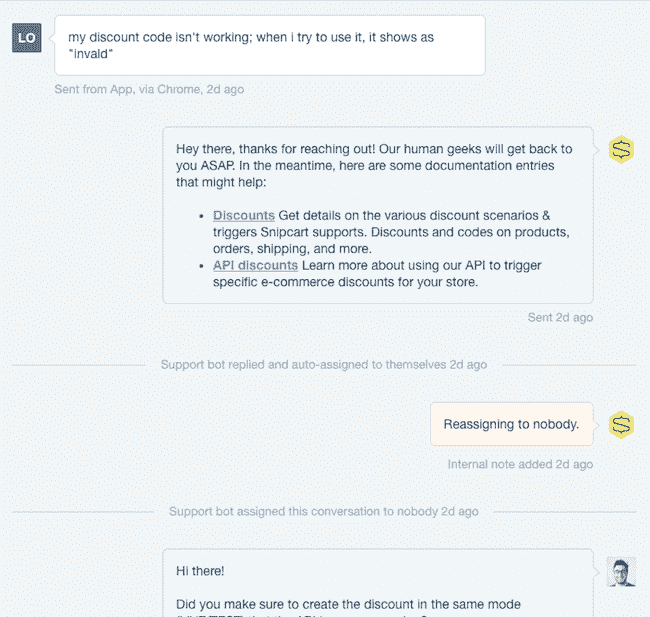 LO
my discount code isn't working; when i try to use it, it shows as
"invald"
Sent from App, via Chrome, 2d ago
Hey there, thanks for reaching out! Our human geeks will get back to
you ASAP. In the meantime, here are some documentation entries
that might help:
• Discounts Get details on the various discount scenarios &
triggers Snipcart supports. Discounts and codes on products,
orders, shipping, and more.
• API discounts Learn more about using our API to trigger
specific e-commerce discounts for your store.
Sent 2d ago
Support bot replied and auto-assigned to themselves 2d ago
Reassigning to nobody.
Internal note added 2d ago
Support bot assigned this conversation to nobody 2d ago
Hi there!
Did you make sure to create the discount in the same mode